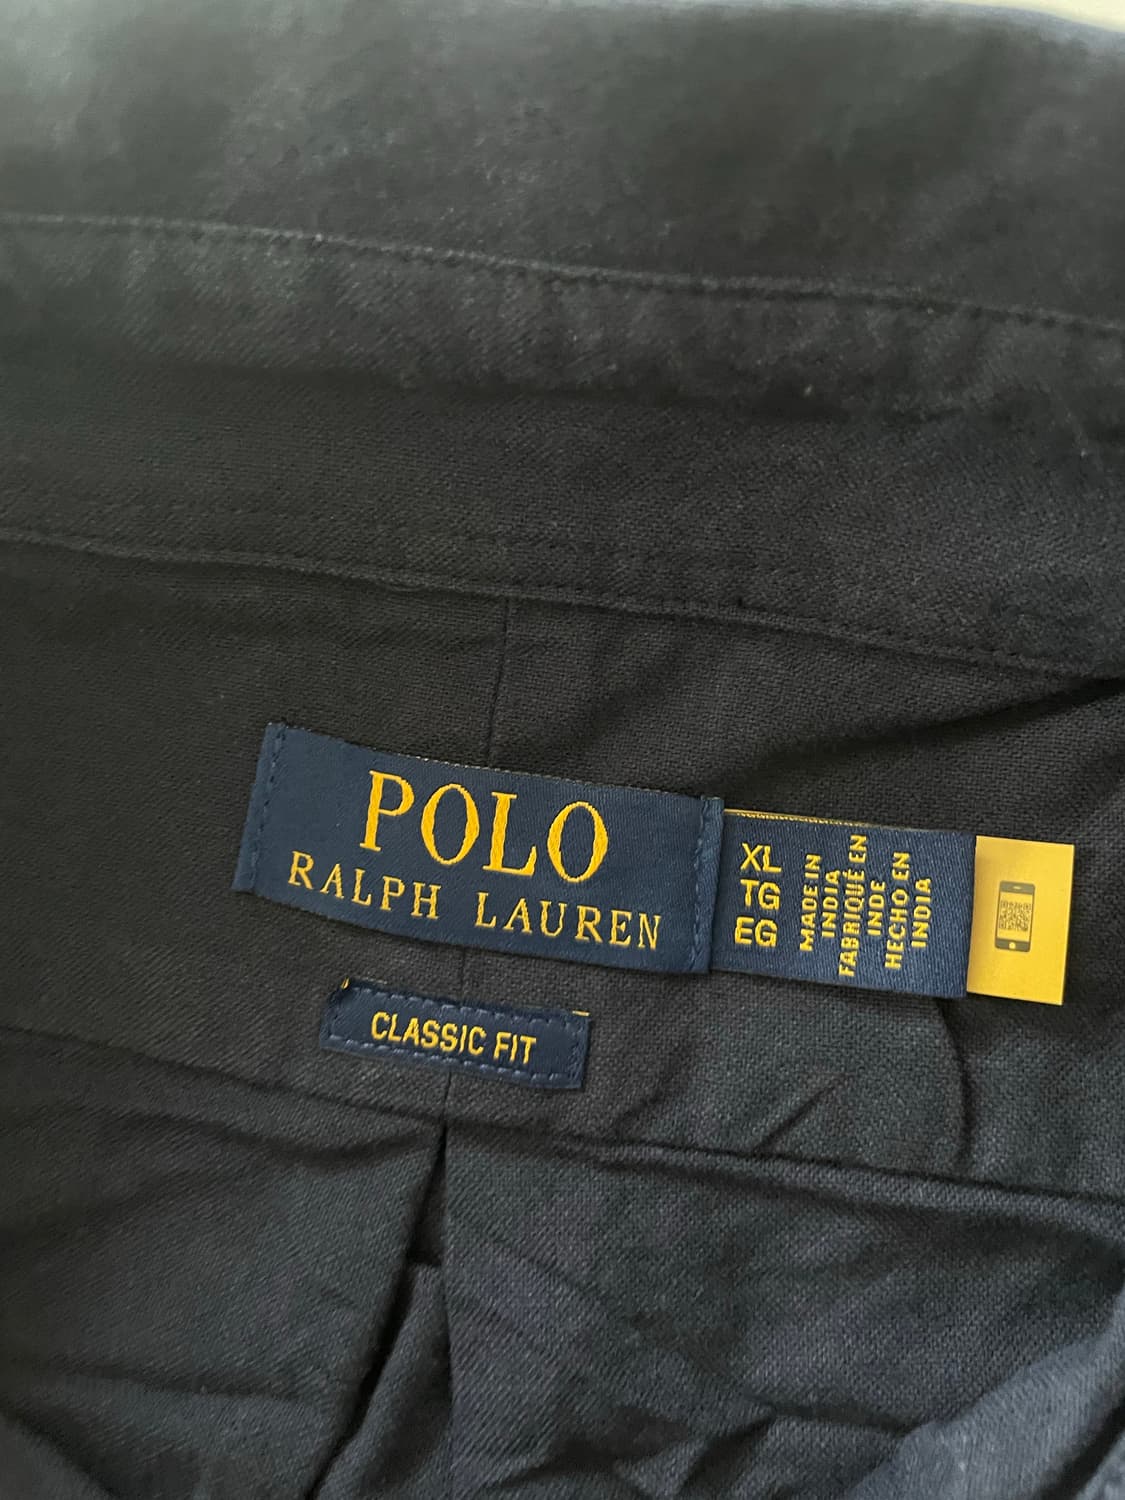 POLO
RALPH LAUREN
XL
TG
EG
MADE IN
INDIA
FABRIQUÉ EN
INDE
HECHO EN
INDIA
CLASSIC FIT